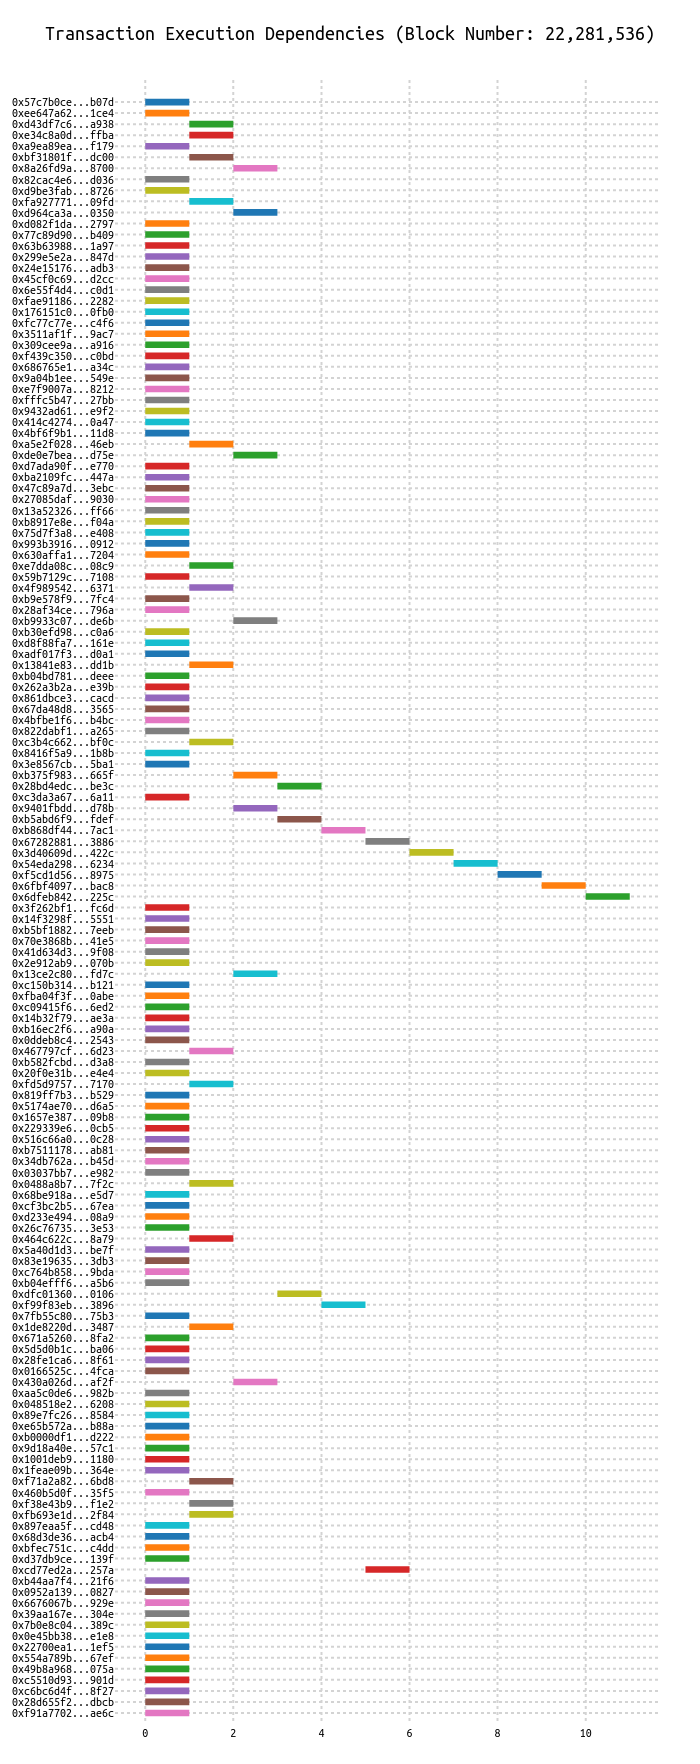 Transaction Execution Dependencies (Block Number: 22,281,536)
0x57c7b0ce...b07d
0xee647a62...1ce4
0xd43df7c6...a938
0xe34c8a0d...ffba
0xa9ea89ea...f179
0xbf31801f...dc00
0x8a26fd9a...8700
0x82cac4e6...d036
0xd9be3fab...8726
0xfa927771...09fd
0xd964ca3a...0350
0xd082f1da...2797
0x77c89d90...b409
0x63b63988...1a97
0x299e5e2a...847d
0x24e15176...adb3
0x45cf0c69...d2cc
0x6e55f4d4...c0d1
0xfae91186...2282
0x176151c0...0fb0
0xfc77c77e...c4f6
0x3511af1f...9ac7
0x309cee9a...a916
0xf439c350...c0bd
0x686765e1...a34c
0x9a04b1ee...549e
0xe7f9007a...8212
0xfffc5b47...27bb
0x9432ad61...e9f2
0x414c4274...0a47
0x4bf6f9b1...11d8
0xa5e2f028...46eb
0xde0e7bea...d75e
0xd7ada90f...e770
0xba2109fc...447a
0x47c89a7d...3ebc
0x27085daf...9030
0x13a52326...ff66
0xb8917e8e...f04a
0x75d7f3a8...e408
0x993b3916...0912
0x630affa1...7204
0xe7dda08c...08c9
0x59b7129c...7108
0x4f989542...6371
0xb9e578f9...7fc4
0x28af34ce...796a
0xb9933c07...de6b
0xb30efd98...c0a6
0xd8f88fa7...161e
0xadf017f3...d0a1
0x13841e83...dd1b
0xb04bd781...deee
0x262a3b2a...e39b
0x861dbce3...cacd
0x67da48d8...3565
0x4bfbe1f6...b4bc
0x822dabf1...a265
0xc3b4c662...bf0c
0x8416f5a9...1b8b
0x3e8567cb...5ba1
0xb375f983...665f
0x28bd4edc...be3c
0xc3da3a67...6a11
0x9401fbdd...d78b
0xb5abd6f9...fdef
0xb868df44...7ac1
0x67282881...3886
0x3d40609d...422c
0x54eda298...6234
0xf5cd1d56...8975
0x6fbf4097...bac8
0x6dfeb842...225c
0x3f262bf1...fc6d
0x14f3298f...5551
0xb5bf1882...7eeb
0x70e3868b...41e5
0x41d634d3...9f08
0x2e912ab9...070b
0x13ce2c80...fd7c
0xc150b314...b121
0xfba04f3f...0abe
0xc09415f6...6ed2
0x14b32f79...ae3a
0xb16ec2f6...a90a
0x0ddeb8c4...2543
0x467797cf...6d23
0xb582fcbd...d3a8
0x20f0e31b...e4e4
0xfd5d9757...7170
0x819ff7b3...b529
0x5174ae70...d6a5
0x1657e387...09b8
0x229339e6...0cb5
0x516c66a0...0c28
0xb7511178...ab81
0x34db762a...b45d
0x03037bb7...e982
0x0488a8b7...7f2c
0x68be918a...e5d7
0xcf3bc2b5...67ea
0xd233e494...08a9
0x26c76735...3e53
0x464c622c...8a79
0x5a40d1d3...be7f
0x83e19635...3db3
0xc764b858...9bda
0xb04efff6...a5b6
0xdfc01360...0106
0xf99f83eb...3896
0x7fb55c80...75b3
0x1de8220d...3487
0x671a5260...8fa2
0x5d5d0b1c...ba06
0x28fe1ca6...8f61
0x0166525c...4fca
0x430a026d...af2f
0xaa5c0de6...982b
0x048518e2...6208
0x89e7fc26...8584
0xe65b572a...b88a
0xb0000df1...d222
0x9d18a40e...57c1
0x1001deb9...1180
0x1feae09b...364e
0xf71a2a82...6bd8
0x460b5d0f...35f5
0xf38e43b9...f1e2
0xfb693e1d...2f84
0x897eaa5f...cd48
0x68d3de36...acb4
0xbfec751c...c4dd
0xd37db9ce...139f
0xcd77ed2a...257a
0xb44aa7f4...21f6
0x0952a139...0827
0x6676067b...929e
0x39aa167e...304e
0x7b0e8c04...389c
0x0e45bb38...e1e8
0x22700ea1...1ef5
0x554a789b...67ef
0x49b8a968...075a
0xc5510d93...901d
0xc6bc6d4f...8f27
0x28d655f2...dbcb
0xf91a7702...ae6c
0 2 4 6 8 10